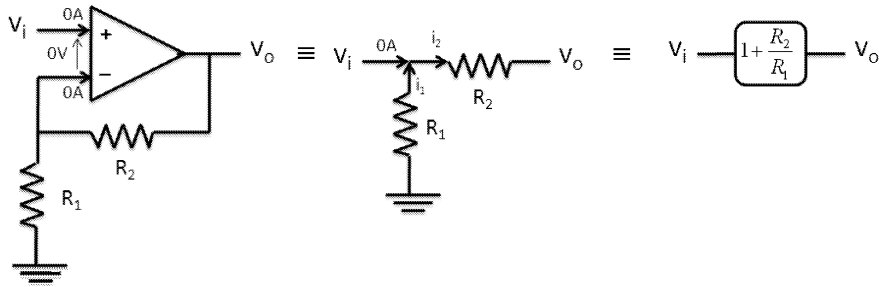 0A
Vi
+
0V
−
0A
Vo
R2
R1
≡
Vi
0A
i2
Vo
i1
R2
R1
≡
Vi
1+R2/R1
Vo